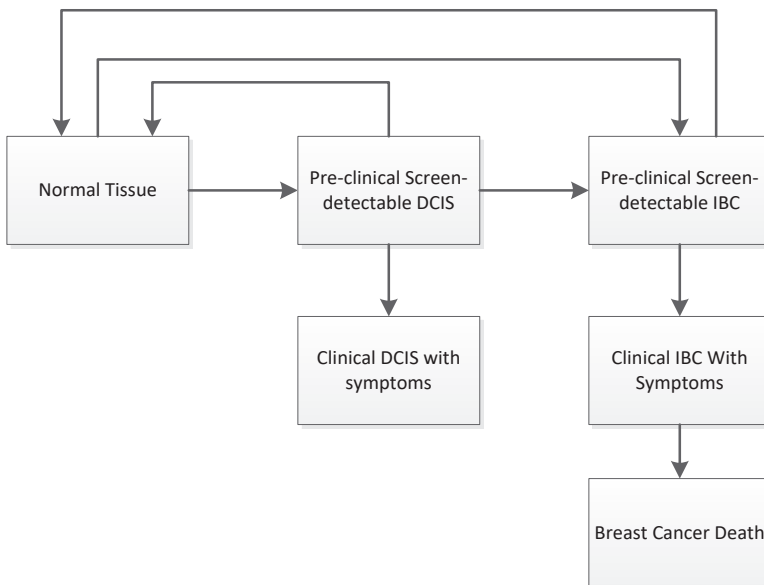 Normal Tissue
Pre-clinical Screen-
detectable DCIS
Pre-clinical Screen-
detectable IBC
Clinical DCIS with
symptoms
Clinical IBC With
Symptoms
Breast Cancer Death